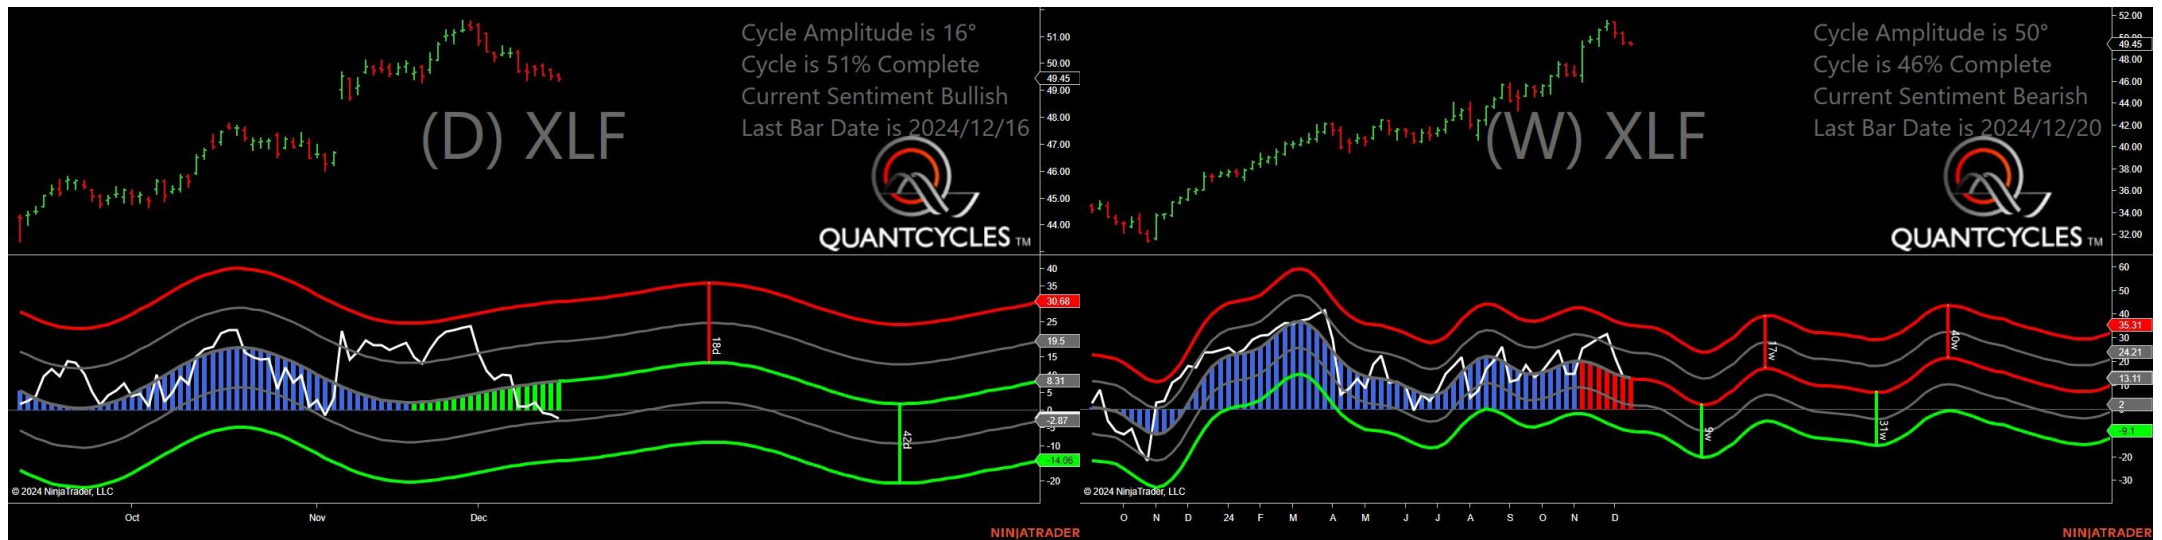 Cycle Amplitude is 16°
Cycle is 51% Complete
Current Sentiment Bullish
Last Bar Date is 2024/12/16
(D) XLF
QUANTCYCLES TM
51.00
50.00
49.45
49.00
48.00
47.00
46.00
45.00
44.00
40
35
30.68
25
19.5
15
8.31
5
-2.87
-10
-14.06
-20
18d
42d
© 2024 NinjaTrader, LLC
Oct Nov Dec
NINJATRADER
Cycle Amplitude is 50°
Cycle is 46% Complete
Current Sentiment Bearish
Last Bar Date is 2024/12/20
(W) XLF
QUANTCYCLES TM
52.00
49.45
48.00
46.00
44.00
42.00
40.00
38.00
36.00
34.00
32.00
60
50
40
35.31
30
24.21
20
13.11
10
2
-9.1
-20
-30
17w
40w
9w
31w
© 2024 NinjaTrader, LLC
O N D 24 F M A M J J A S O N D
NINJATRADER